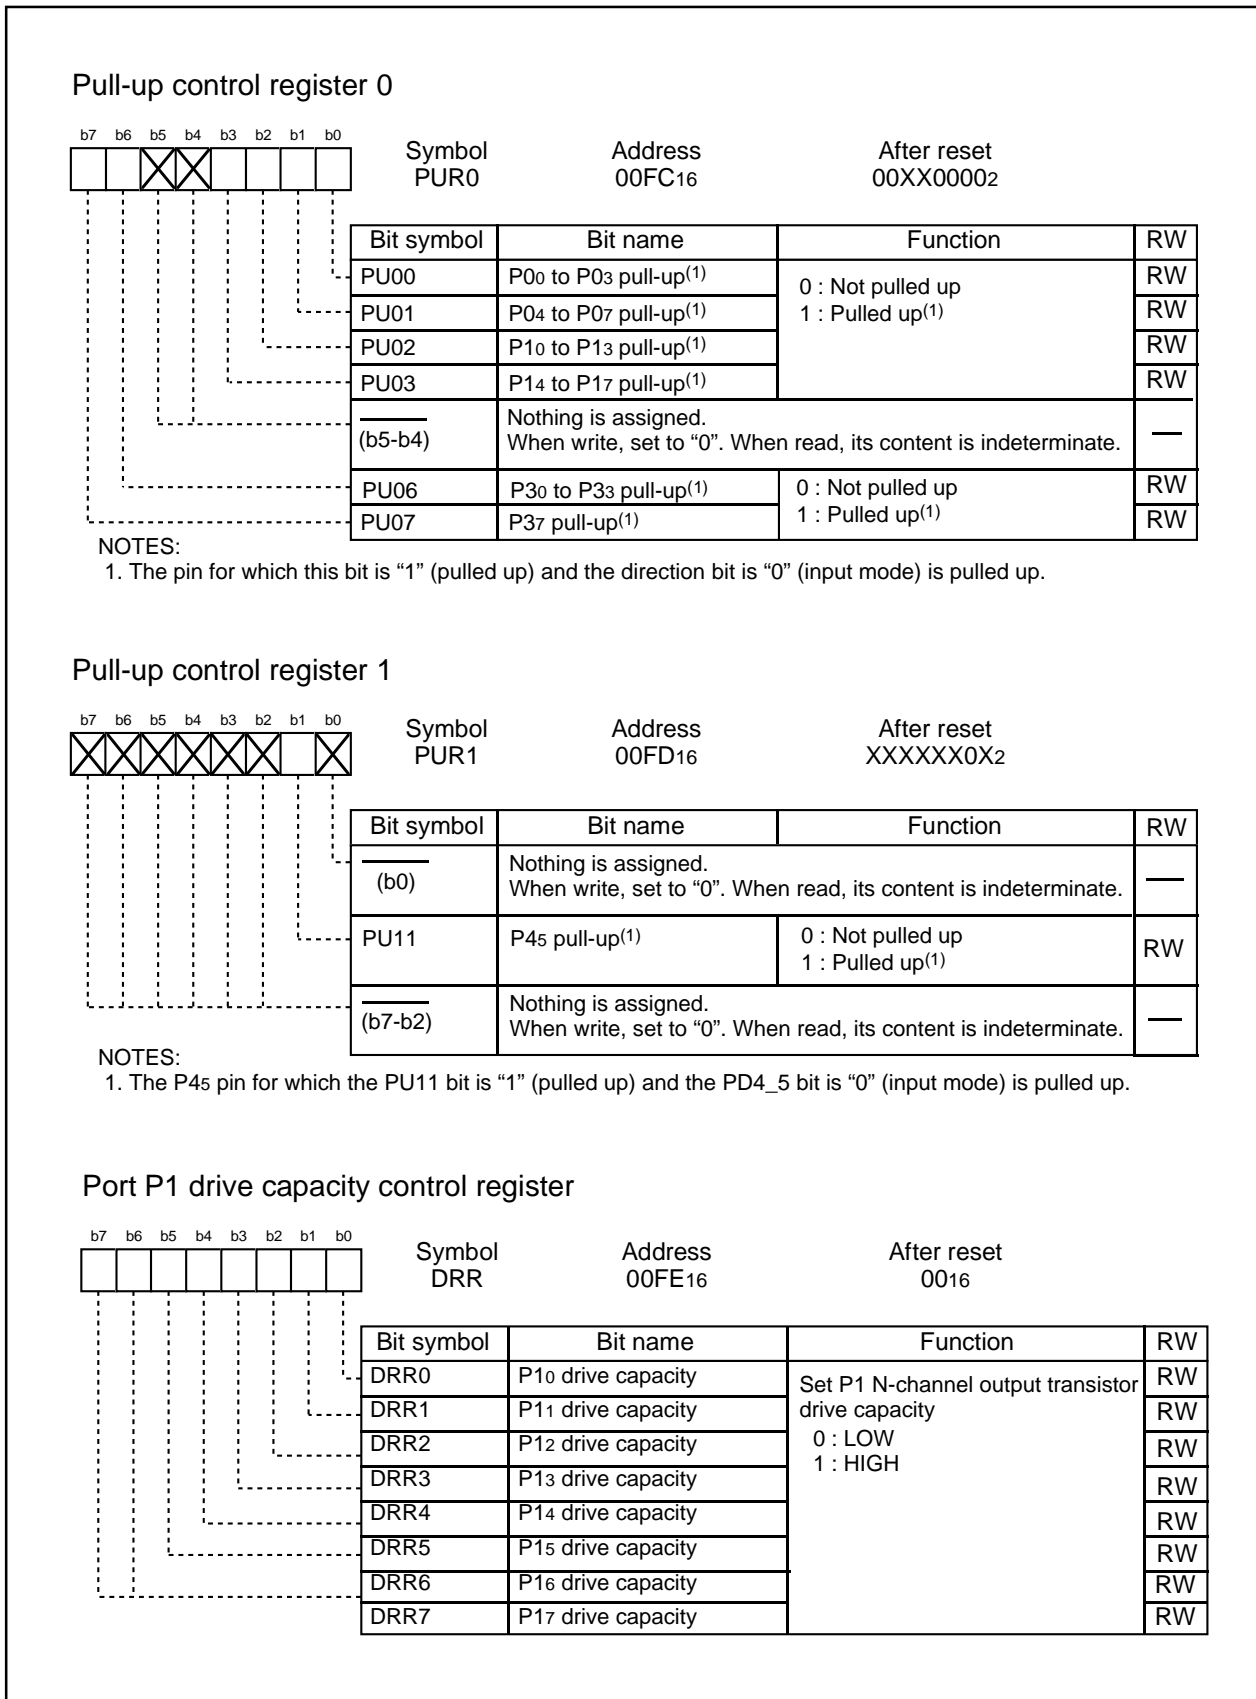 Pull-up control register 0
b7 b6 b5 b4 b3 b2 b1 b0
Symbol Address After reset
PUR0 00FC16 00XX00002
Bit symbol Bit name Function RW
PU00 P00 to P03 pull-up(1) 0 : Not pulled up RW
PU01 P04 to P07 pull-up(1) 1 : Pulled up(1) RW
PU02 P10 to P13 pull-up(1) RW
PU03 P14 to P17 pull-up(1) RW
Nothing is assigned.
(b5-b4) When write, set to “0”. When read, its content is indeterminate. —
PU06 P30 to P33 pull-up(1) 0 : Not pulled up RW
PU07 P37 pull-up(1) 1 : Pulled up(1) RW
NOTES:
1. The pin for which this bit is “1” (pulled up) and the direction bit is “0” (input mode) is pulled up.
Pull-up control register 1
b7 b6 b5 b4 b3 b2 b1 b0
Symbol Address After reset
PUR1 00FD16 XXXXXX0X2
Bit symbol Bit name Function RW
Nothing is assigned.
(b0) When write, set to “0”. When read, its content is indeterminate. —
PU11 P45 pull-up(1) 0 : Not pulled up RW
1 : Pulled up(1)
Nothing is assigned.
(b7-b2) When write, set to “0”. When read, its content is indeterminate. —
NOTES:
1. The P45 pin for which the PU11 bit is “1” (pulled up) and the PD4_5 bit is “0” (input mode) is pulled up.
Port P1 drive capacity control register
b7 b6 b5 b4 b3 b2 b1 b0
Symbol Address After reset
DRR 00FE16 0016
Bit symbol Bit name Function RW
DRR0 P10 drive capacity Set P1 N-channel output transistor RW
DRR1 P11 drive capacity drive capacity RW
DRR2 P12 drive capacity 0 : LOW RW
DRR3 P13 drive capacity 1 : HIGH RW
DRR4 P14 drive capacity RW
DRR5 P15 drive capacity RW
DRR6 P16 drive capacity RW
DRR7 P17 drive capacity RW